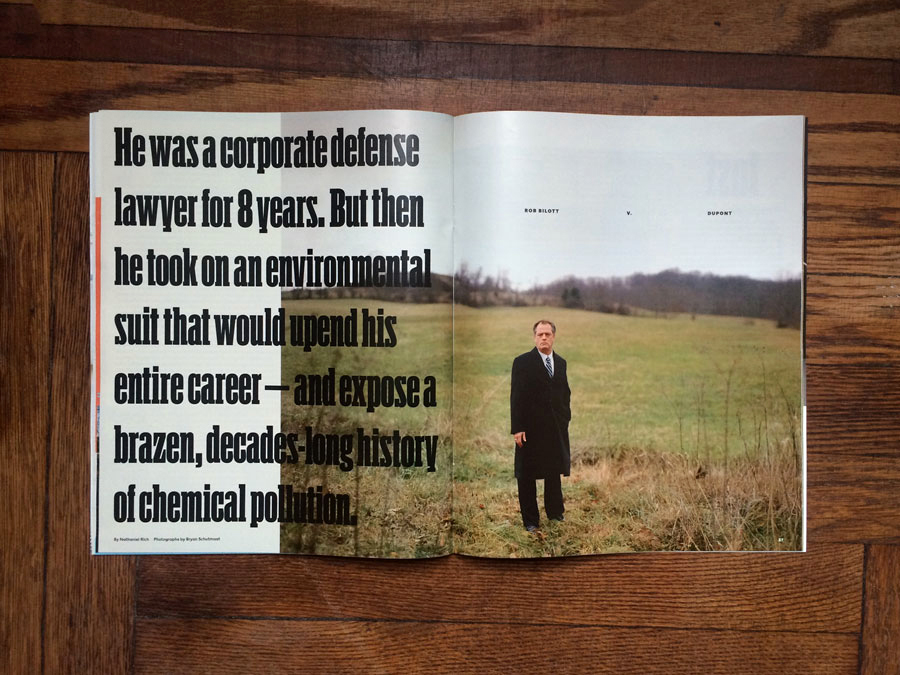 He was a corporate defense
lawyer for 8 years. But then
he took on an environmental
suit that would upend his
entire career — and expose a
brazen, decades-long history
of chemical pollution.
By Nathaniel Rich Photographs by Bryan Schutmaat
ROB BILOTT V. DUPONT